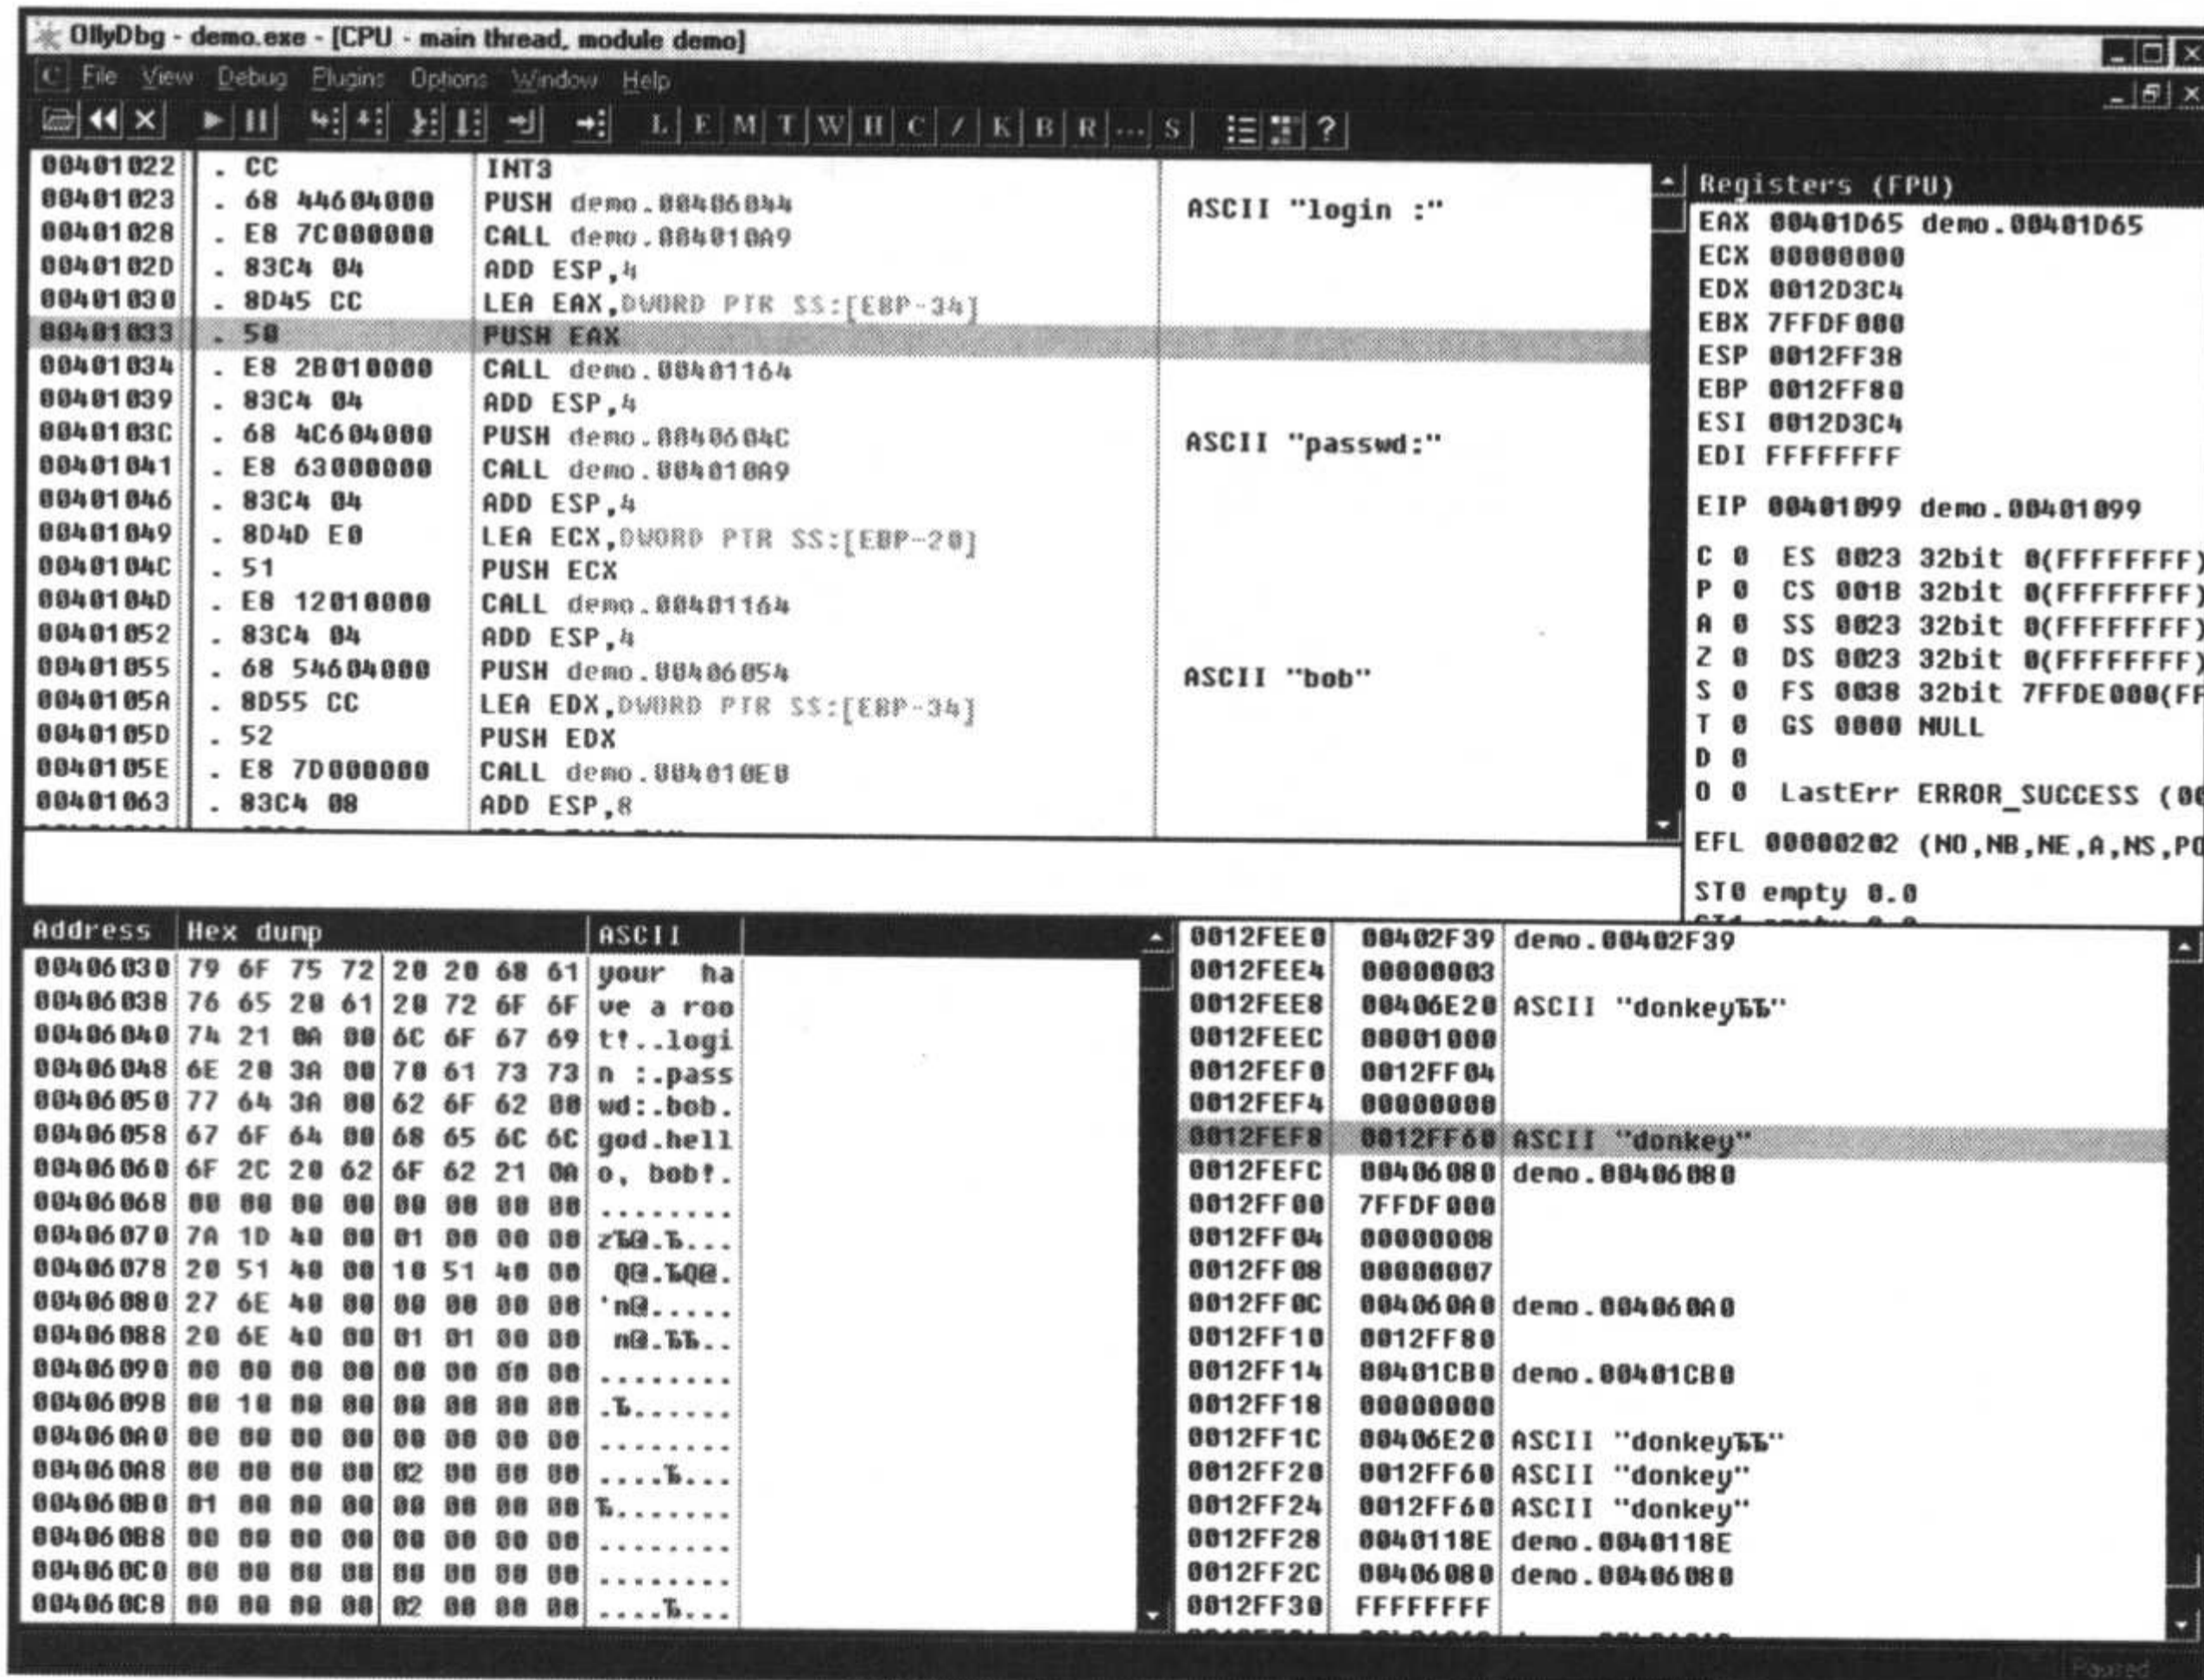 OllyDbg - demo.exe - [CPU - main thread, module demo]
C File View Debug Plugins Options Window Help
L E M T W H C / K B R ... S ?
00401022 . CC INT3
00401023 . 68 44604000 PUSH demo.00406044 ASCII "login :"
00401028 . E8 7C000000 CALL demo.004010A9
0040102D . 83C4 04 ADD ESP,4
00401030 . 8D45 CC LEA EAX,DWORD PTR SS:[EBP-34]
00401033 . 50 PUSH EAX
00401034 . E8 2B010000 CALL demo.00401164
00401039 . 83C4 04 ADD ESP,4
0040103C . 68 4C604000 PUSH demo.0040604C ASCII "passwd:"
00401041 . E8 63000000 CALL demo.004010A9
00401046 . 83C4 04 ADD ESP,4
00401049 . 8D4D E0 LEA ECX,DWORD PTR SS:[EBP-20]
0040104C . 51 PUSH ECX
0040104D . E8 12010000 CALL demo.00401164
00401052 . 83C4 04 ADD ESP,4
00401055 . 68 54604000 PUSH demo.00406054 ASCII "bob"
0040105A . 8D55 CC LEA EDX,DWORD PTR SS:[EBP-34]
0040105D . 52 PUSH EDX
0040105E . E8 7D000000 CALL demo.004010E0
00401063 . 83C4 08 ADD ESP,8
Registers (FPU)
EAX 00401D65 demo.00401D65
ECX 00000000
EDX 0012D3C4
EBX 7FFDF000
ESP 0012FF38
EBP 0012FF80
ESI 0012D3C4
EDI FFFFFFFF
EIP 00401099 demo.00401099
C 0 ES 0023 32bit 0(FFFFFFFF)
P 0 CS 001B 32bit 0(FFFFFFFF)
A 0 SS 0023 32bit 0(FFFFFFFF)
Z 0 DS 0023 32bit 0(FFFFFFFF)
S 0 FS 0038 32bit 7FFDE000(FF
T 0 GS 0000 NULL
D 0
O 0 LastErr ERROR_SUCCESS (00
EFL 00000202 (NO,NB,NE,A,NS,PO
ST0 empty 0.0
Address Hex dump ASCII
00406030 79 6F 75 72 20 20 68 61 your  ha
00406038 76 65 20 61 20 72 6F 6F ve a roo
00406040 74 21 0A 00 6C 6F 67 69 t!..logi
00406048 6E 20 3A 00 70 61 73 73 n :.pass
00406050 77 64 3A 00 62 6F 62 00 wd:.bob.
00406058 67 6F 64 00 68 65 6C 6C god.hell
00406060 6F 2C 20 62 6F 62 21 0A o, bob!.
00406068 00 00 00 00 00 00 00 00 ........
00406070 7A 1D 40 00 01 00 00 00 zЂ@.Ђ...
00406078 20 51 40 00 10 51 40 00  Q@.ЂQ@.
00406080 27 6E 40 00 00 00 00 00 'n@.....
00406088 20 6E 40 00 01 01 00 00  n@.ЂЂ..
00406090 00 00 00 00 00 00 00 00 ........
00406098 00 10 00 00 00 00 00 00 .Ђ......
004060A0 00 00 00 00 00 00 00 00 ........
004060A8 00 00 00 00 02 00 00 00 ....Ђ...
004060B0 01 00 00 00 00 00 00 00 Ђ.......
004060B8 00 00 00 00 00 00 00 00 ........
004060C0 00 00 00 00 00 00 00 00 ........
004060C8 00 00 00 00 02 00 00 00 ....Ђ...
0012FEE0 00402F39 demo.00402F39
0012FEE4 00000003
0012FEE8 00406E20 ASCII "donkeyЂЂ"
0012FEEC 00001000
0012FEF0 0012FF04
0012FEF4 00000000
0012FEF8 0012FF60 ASCII "donkey"
0012FEFC 00406080 demo.00406080
0012FF00 7FFDF000
0012FF04 00000008
0012FF08 00000007
0012FF0C 004060A0 demo.004060A0
0012FF10 0012FF80
0012FF14 00401CB0 demo.00401CB0
0012FF18 00000000
0012FF1C 00406E20 ASCII "donkeyЂЂ"
0012FF20 0012FF60 ASCII "donkey"
0012FF24 0012FF60 ASCII "donkey"
0012FF28 0040118E demo.0040118E
0012FF2C 00406080 demo.00406080
0012FF30 FFFFFFFF
Paused